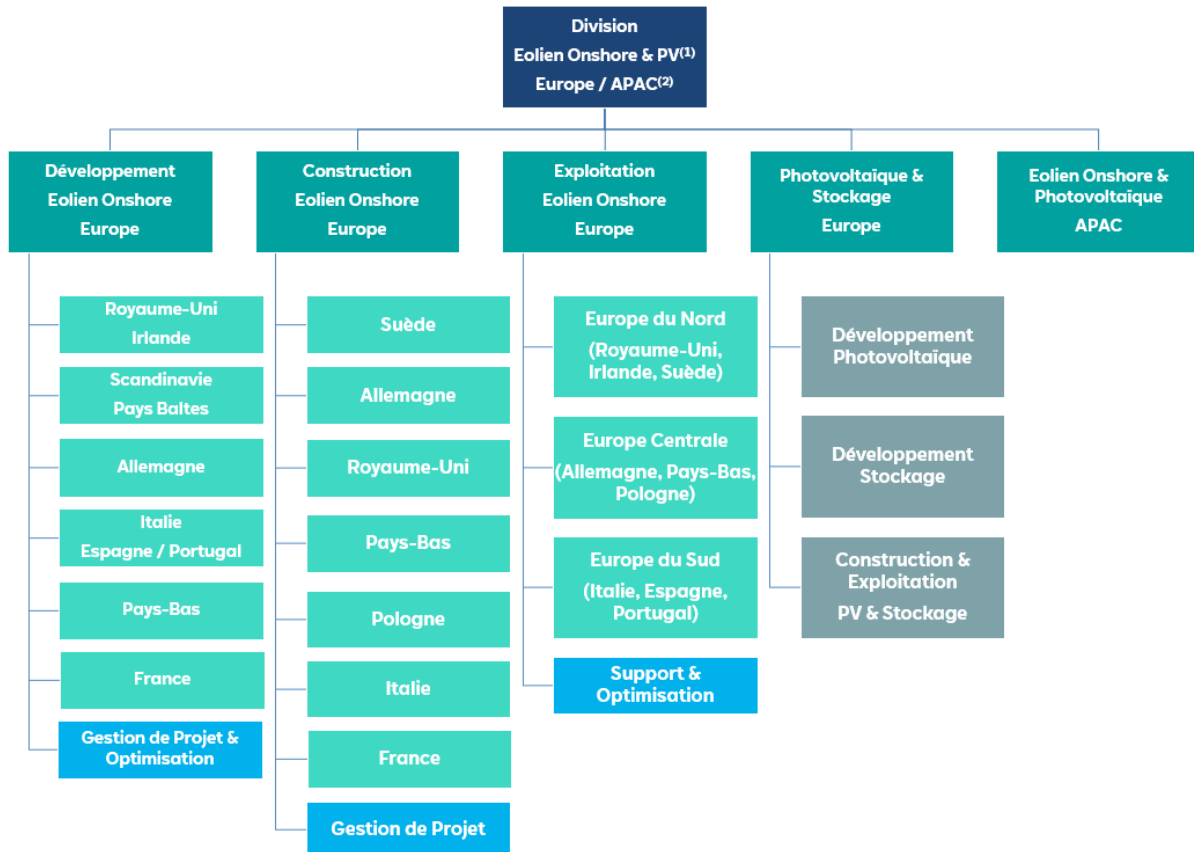 Division
Eolien Onshore & PV(1)
Europe / APAC(2)
Développement
Eolien Onshore
Europe
Royaume-Uni
Irlande
Scandinavie
Pays Baltes
Allemagne
Italie
Espagne / Portugal
Pays-Bas
France
Gestion de Projet &
Optimisation
Construction
Eolien Onshore
Europe
Suède
Allemagne
Royaume-Uni
Pays-Bas
Pologne
Italie
France
Gestion de Projet
Exploitation
Eolien Onshore
Europe
Europe du Nord
(Royaume-Uni,
Irlande, Suède)
Europe Centrale
(Allemagne, Pays-Bas,
Pologne)
Europe du Sud
(Italie, Espagne,
Portugal)
Support &
Optimisation
Photovoltaïque &
Stockage
Europe
Développement
Photovoltaïque
Développement
Stockage
Construction &
Exploitation
PV & Stockage
Eolien Onshore &
Photovoltaïque
APAC